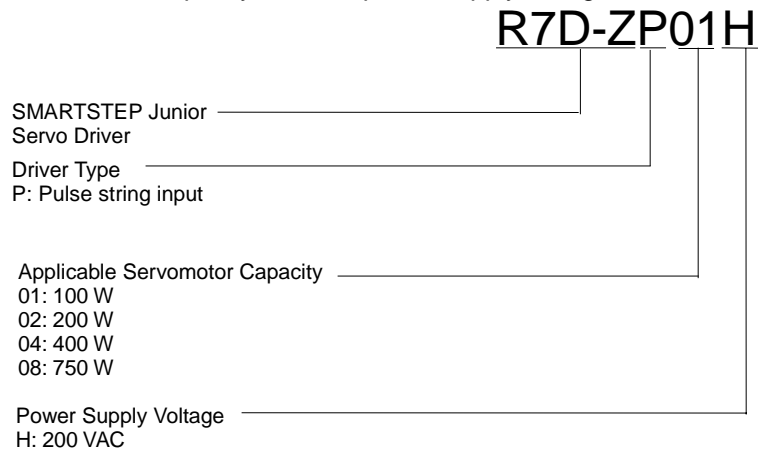 R7D-ZP01H
SMARTSTEP Junior
Servo Driver
Driver Type
P: Pulse string input
Applicable Servomotor Capacity
01: 100 W
02: 200 W
04: 400 W
08: 750 W
Power Supply Voltage
H: 200 VAC